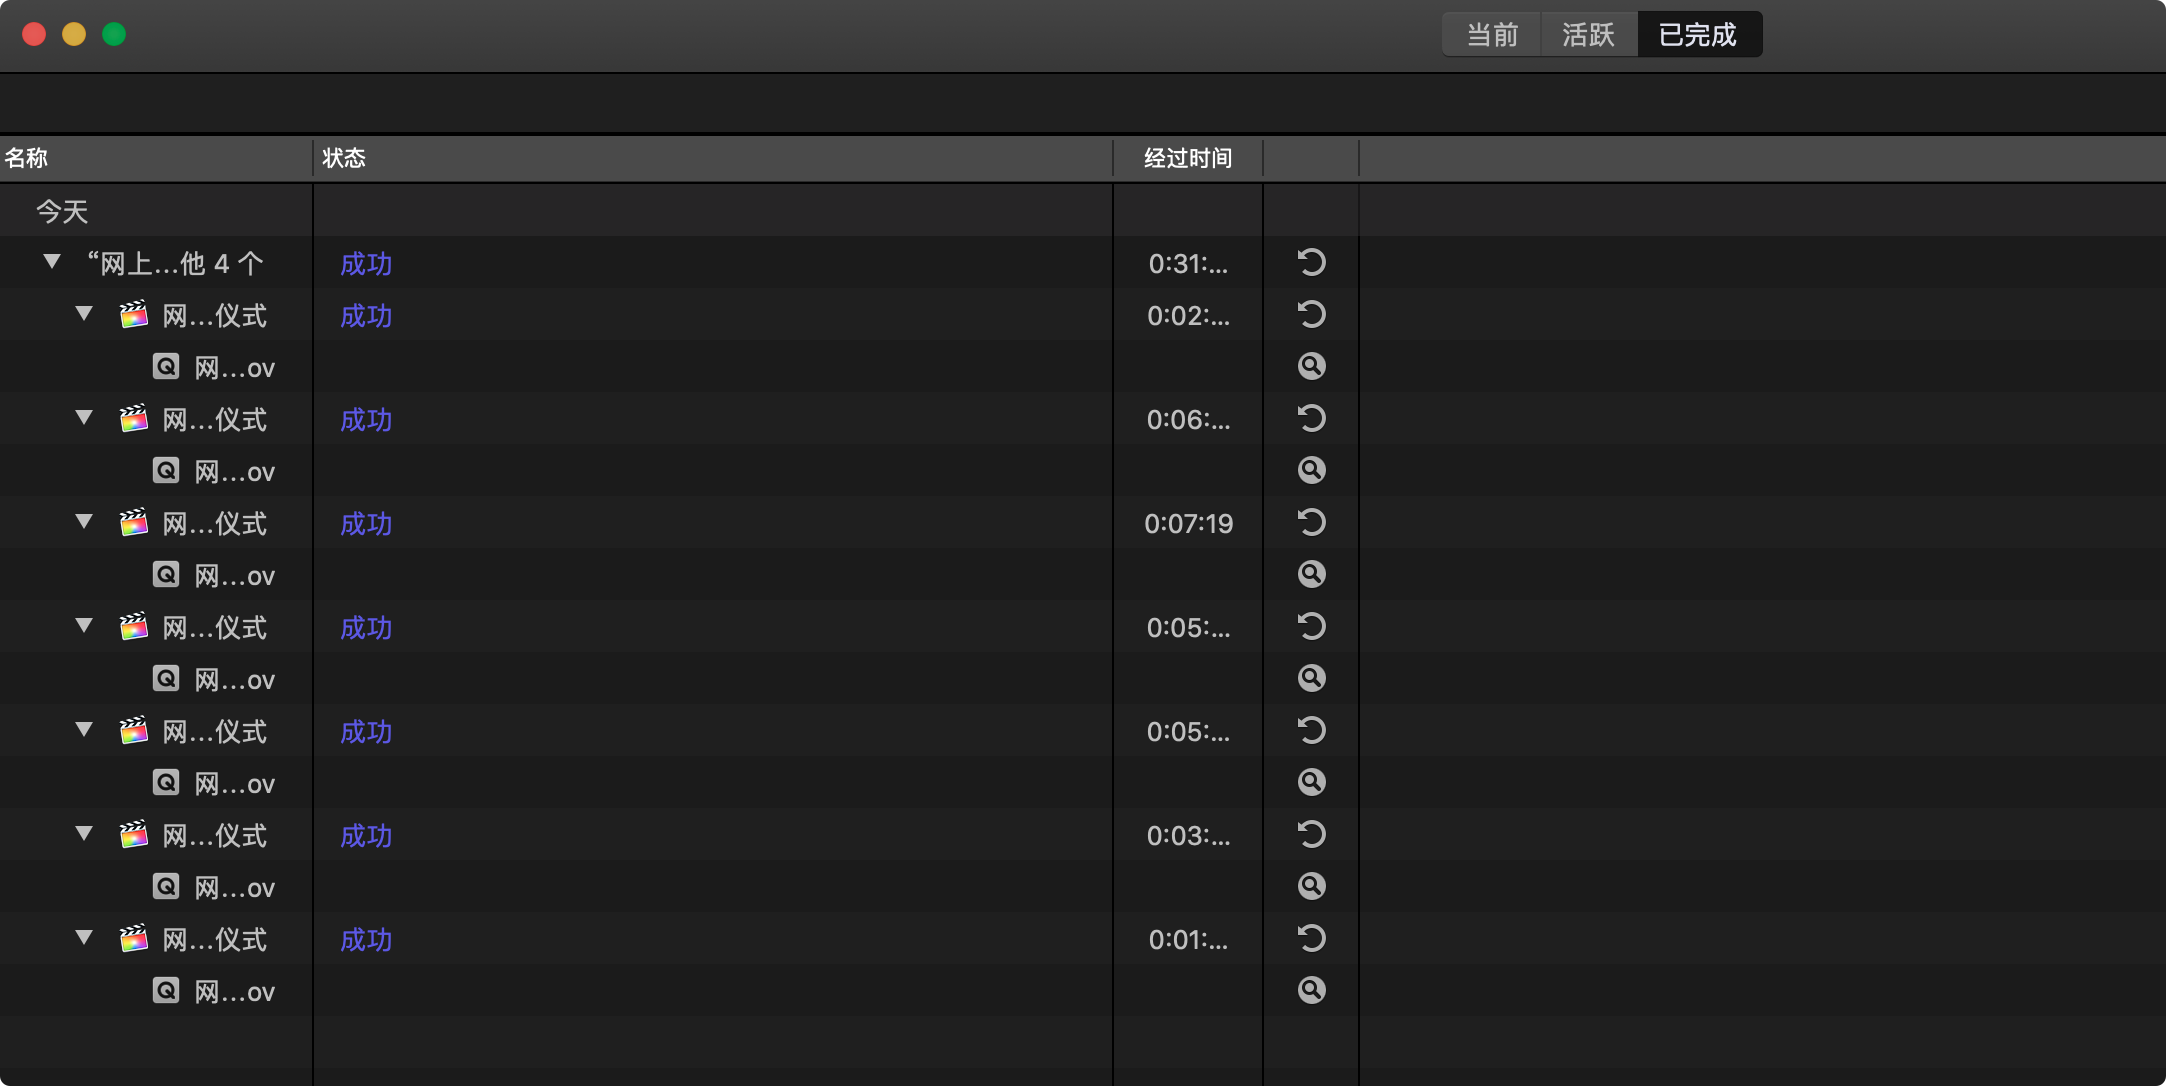 当前 活跃 已完成
名称 状态 经过时间
今天
“网上…他 4 个 成功 0:31:...
网…仪式 成功 0:02:...
网…ov
网…仪式 成功 0:06:...
网…ov
网…仪式 成功 0:07:19
网…ov
网…仪式 成功 0:05:...
网…ov
网…仪式 成功 0:05:...
网…ov
网…仪式 成功 0:03:...
网…ov
网…仪式 成功 0:01:...
网…ov